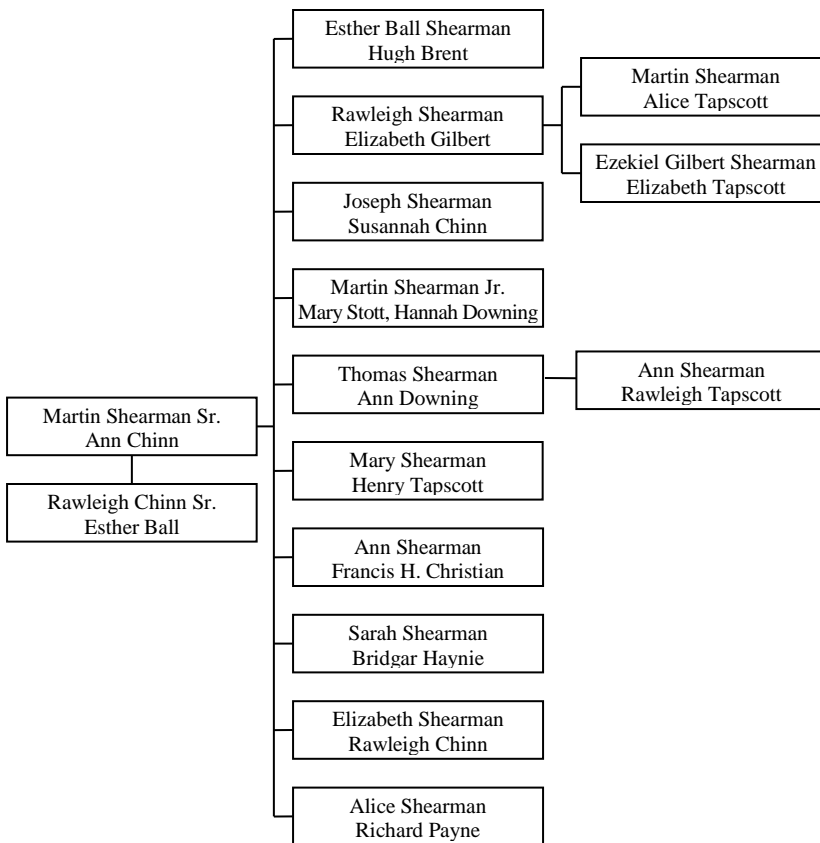 Esther Ball Shearman
Hugh Brent
Martin Shearman
Alice Tapscott
Rawleigh Shearman
Elizabeth Gilbert
Ezekiel Gilbert Shearman
Elizabeth Tapscott
Joseph Shearman
Susannah Chinn
Martin Shearman Jr.
Mary Stott, Hannah Downing
Thomas Shearman
Ann Downing
Ann Shearman
Rawleigh Tapscott
Martin Shearman Sr.
Ann Chinn
Rawleigh Chinn Sr.
Esther Ball
Mary Shearman
Henry Tapscott
Ann Shearman
Francis H. Christian
Sarah Shearman
Bridgar Haynie
Elizabeth Shearman
Rawleigh Chinn
Alice Shearman
Richard Payne